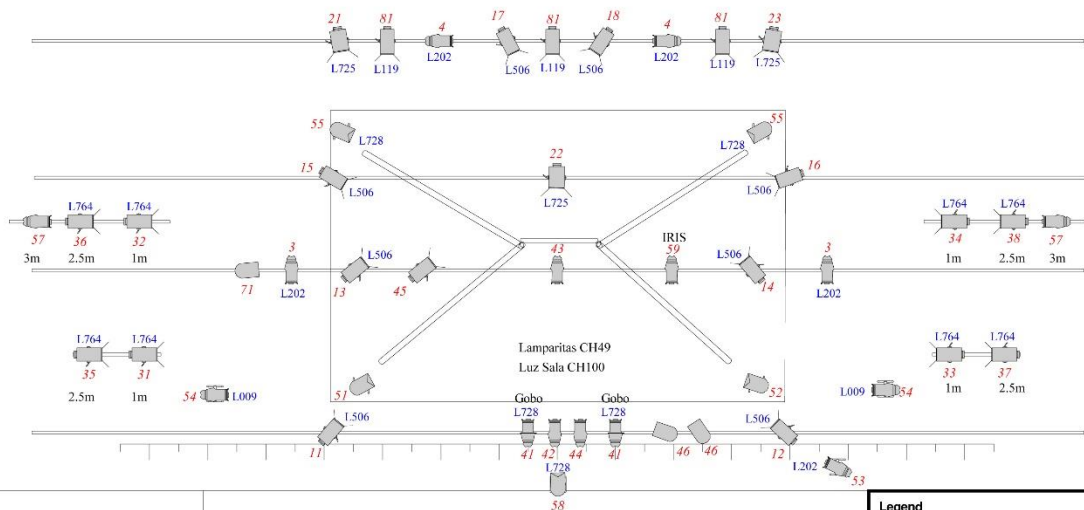 21 81 4 17 81 18 4 81 23
L725 L119 L202 L506 L119 L506 L202 L119 L725
55 L728 L728 55
15 L506 22 L725 L506 16
L764 L764 L764 L764
57 36 32 34 38 57
3m 2.5m 1m 1m 2.5m 3m
IRIS
3 L506 43 59 L506 3
71 L202 13 45 14 L202
Lamparitas CH49
Luz Sala CH100
L764 L764 L764 L764
35 31 33 37
2.5m 1m 1m 2.5m
54 L009 51 52 L009 54
Gobo Gobo
L728 L728
L506 L506
11 41 42 44 41 46 46 12
L728 L202 53
58
Legend